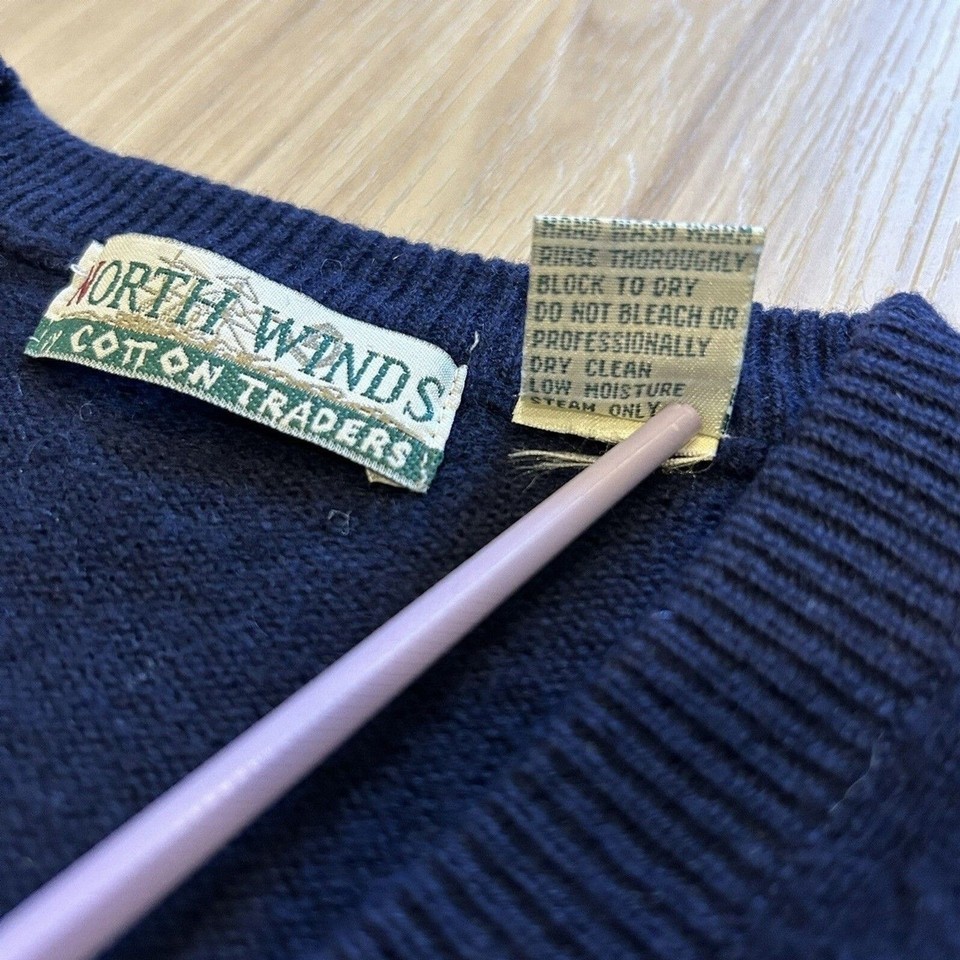 NORTH WINDS
COTTON TRADERS
HAND WASH WARM
RINSE THOROUGHLY
BLOCK TO DRY
DO NOT BLEACH OR
PROFESSIONALLY
DRY CLEAN
LOW MOISTURE
STEAM ONLY